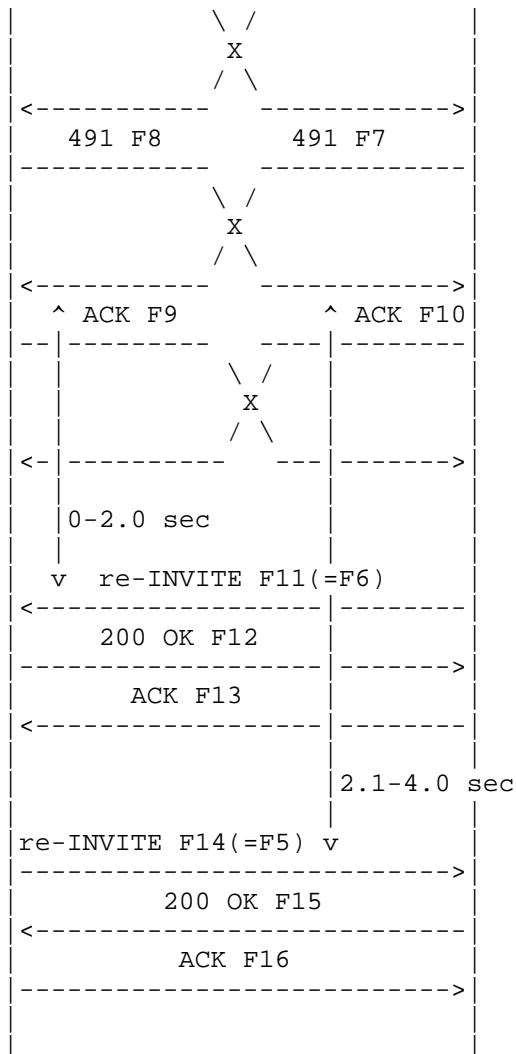 X
491 F8 491 F7
X
^ ACK F9 ^ ACK F10
X
0-2.0 sec
v re-INVITE F11(=F6)
200 OK F12
ACK F13
2.1-4.0 sec
re-INVITE F14(=F5) v
200 OK F15
ACK F16